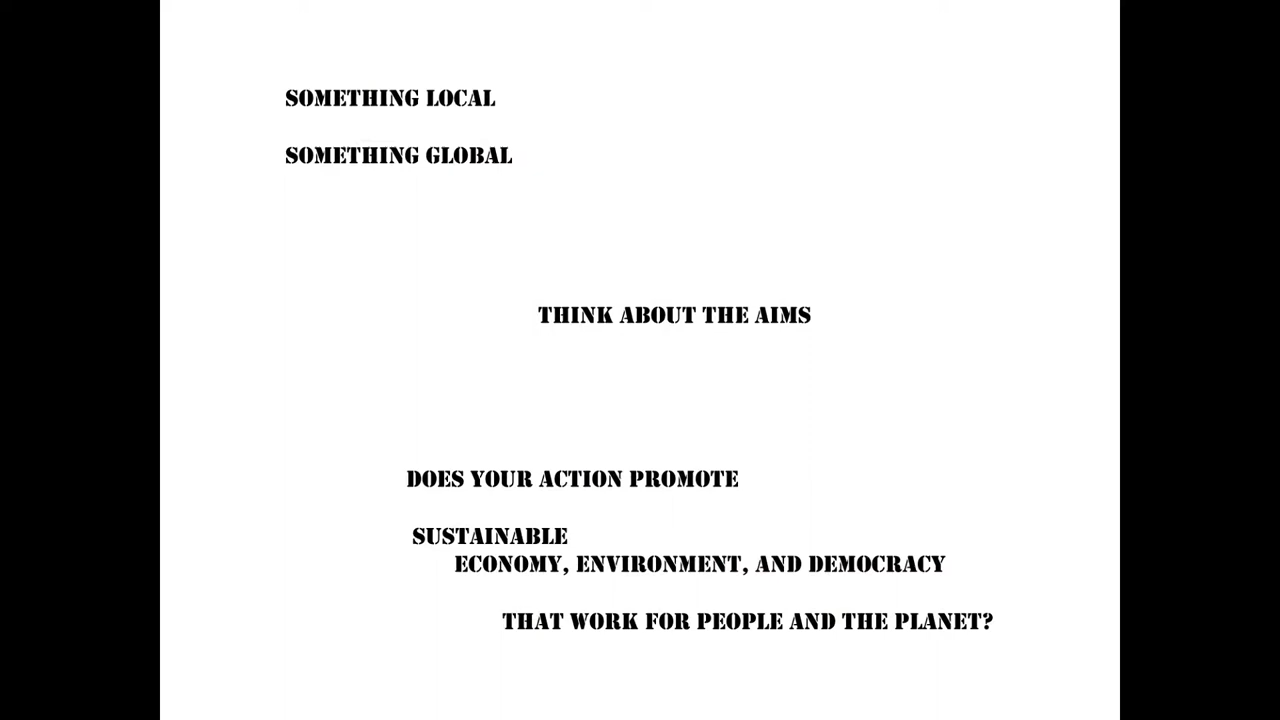 SOMETHING LOCAL
SOMETHING GLOBAL
THINK ABOUT THE AIMS
DOES YOUR ACTION PROMOTE
SUSTAINABLE
ECONOMY, ENVIRONMENT, AND DEMOCRACY
THAT WORK FOR PEOPLE AND THE PLANET?